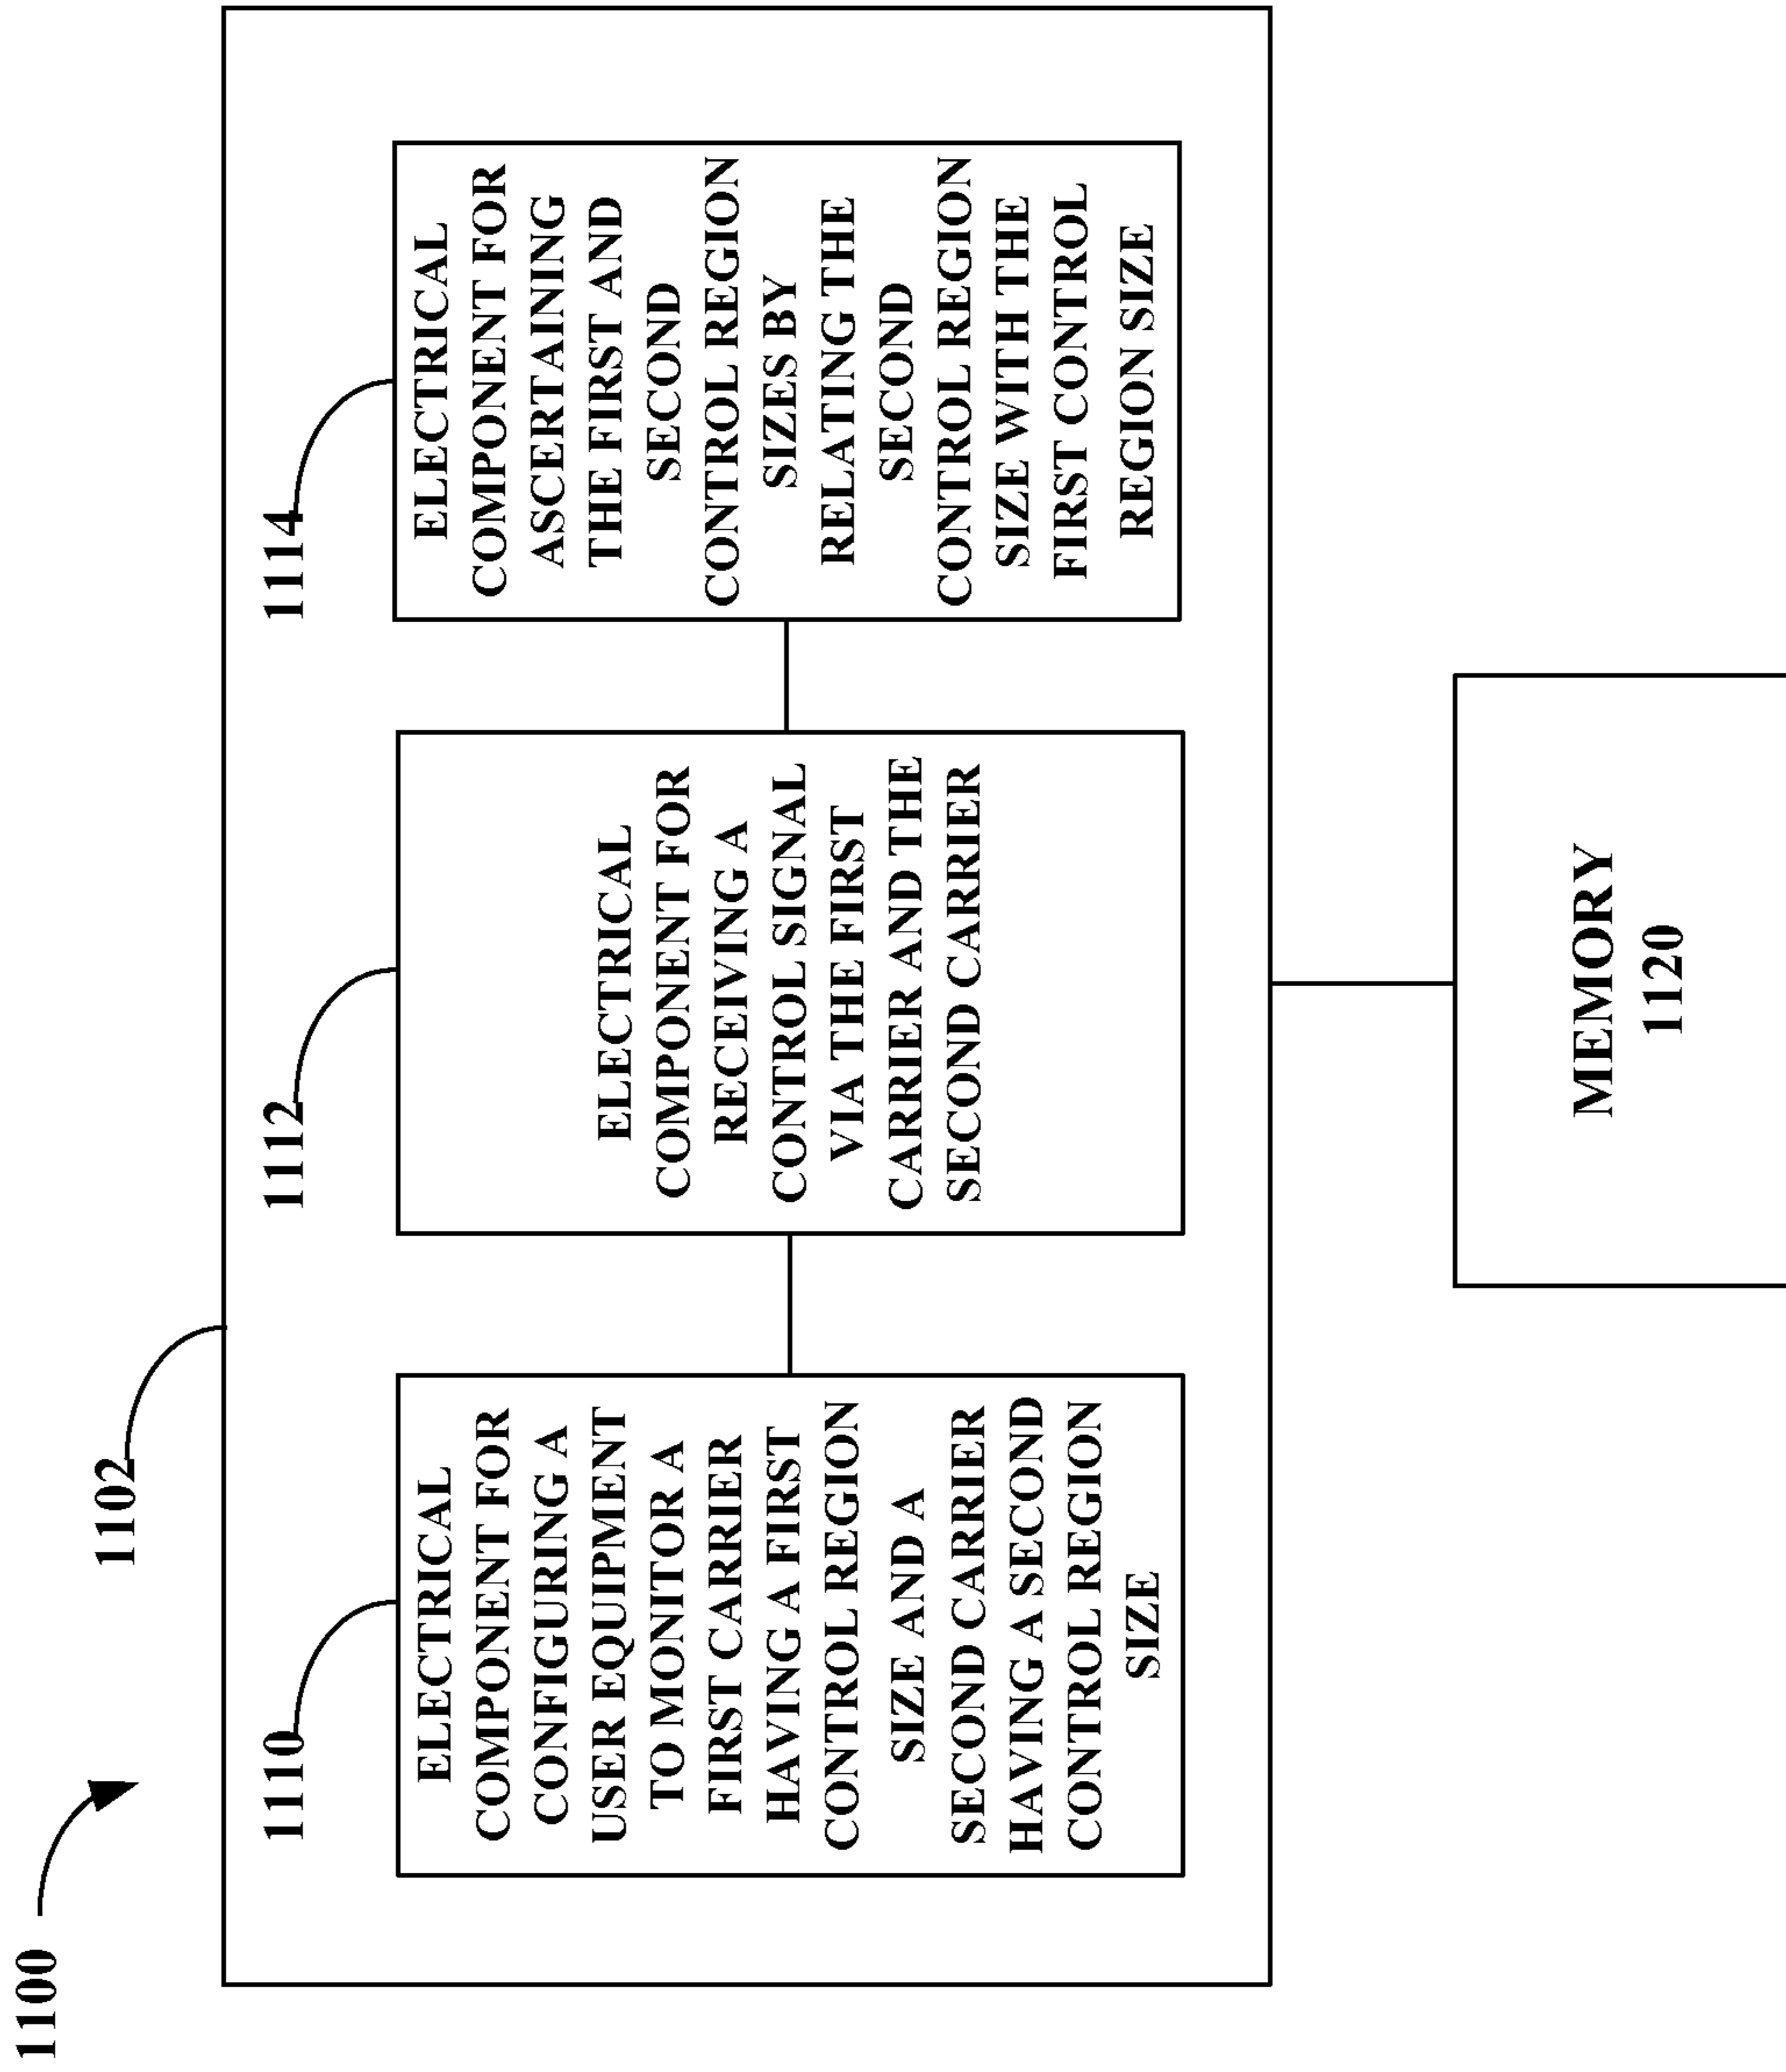 1100
1102
1110
ELECTRICAL
COMPONENT FOR
CONFIGURING A
USER EQUIPMENT
TO MONITOR A
FIRST CARRIER
HAVING A FIRST
CONTROL REGION
SIZE AND A
SECOND CARRIER
HAVING A SECOND
CONTROL REGION
SIZE
1112
ELECTRICAL
COMPONENT FOR
RECEIVING A
CONTROL SIGNAL
VIA THE FIRST
CARRIER AND THE
SECOND CARRIER
1114
ELECTRICAL
COMPONENT FOR
ASCERTAINING
THE FIRST AND
SECOND
CONTROL REGION
SIZES BY
RELATING THE
SECOND
CONTROL REGION
SIZE WITH THE
FIRST CONTROL
REGION SIZE
MEMORY
1120